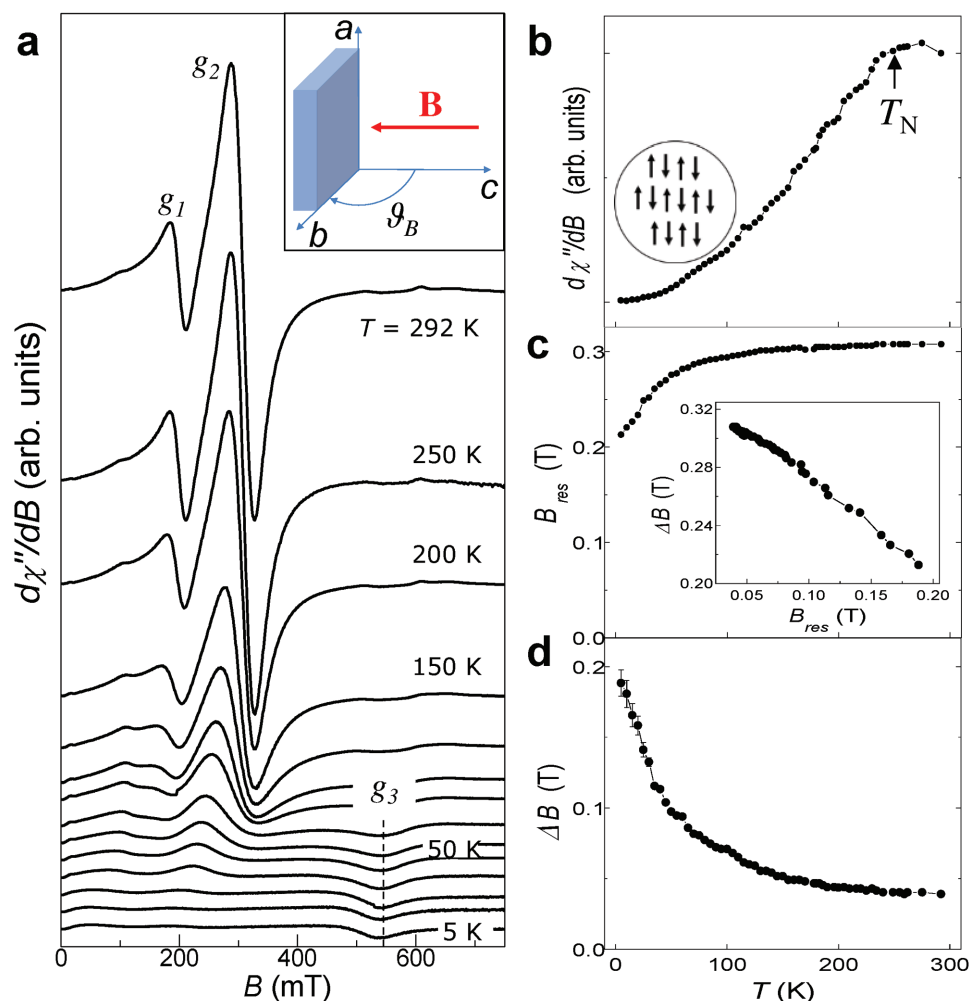 a
g1
g2
a
B
c
b
ϑB
T = 292 K
250 K
200 K
150 K
g3
50 K
5 K
dχ''/dB (arb. units)
0 200 400 600
B (mT)
b
TN
dχ''/dB (arb. units)
c
0.3
0.2
0.1
0.0
Bres (T)
0.32
0.28
0.24
0.20
ΔB (T)
0.05 0.10 0.15 0.20
Bres (T)
d
0.2
0.1
0.0
ΔB (T)
0 100 200 300
T (K)